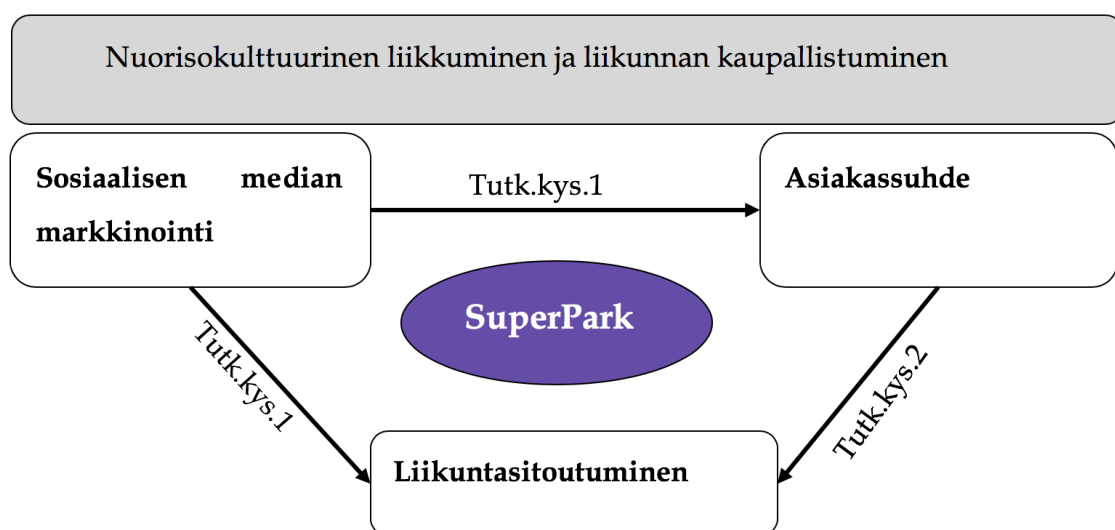 Nuorisokulttuurinen liikkuminen ja liikunnan kaupallistuminen
Sosiaalisen median
markkinointi
Tutk.kys.1
Asiakassuhde
SuperPark
Tutk.kys.1
Tutk.kys.2
Liikuntasitoutuminen